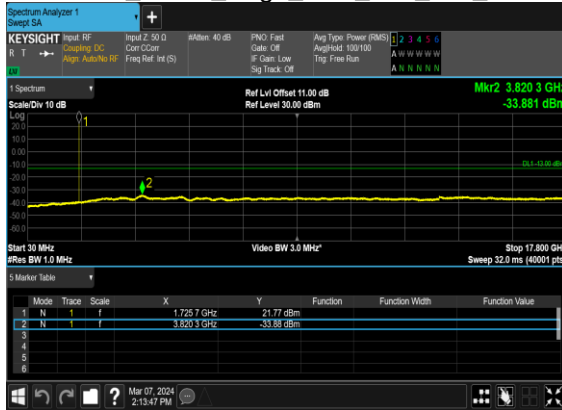 Spectrum Analyzer 1
Swept SA
+
KEYSIGHT
R T
LU
Input: RF
Coupling: DC
Align: Auto/No RF
Input Z: 50 Ω
Corr CCorr
Freq Ref: Int (S)
#Atten: 40 dB
PNO: Fast
Gate: Off
IF Gain: Low
Sig Track: Off
Avg Type: Power (RMS)
Avg|Hold: 100/100
Trig: Free Run
1 2 3 4 5 6
A W W W W W
A N N N N N
1 Spectrum
Scale/Div 10 dB
Ref Lvl Offset 11.00 dB
Ref Level 30.00 dBm
Mkr2 3.820 3 GHz
-33.881 dBm
Log
20.0
10.0
0.00
-10.0
-20.0
-30.0
-40.0
-50.0
-60.0
1
2
DL1 -13.00 dBm
Start 30 MHz
#Res BW 1.0 MHz
Video BW 3.0 MHz*
Stop 17.800 GHz
Sweep 32.0 ms (40001 pts)
5 Marker Table
Mode Trace Scale X Y Function Function Width Function Value
1 N 1 f 1.725 7 GHz 21.77 dBm
2 N 1 f 3.820 3 GHz -33.88 dBm
3
4
5
6
?
Mar 07, 2024
2:13:47 PM